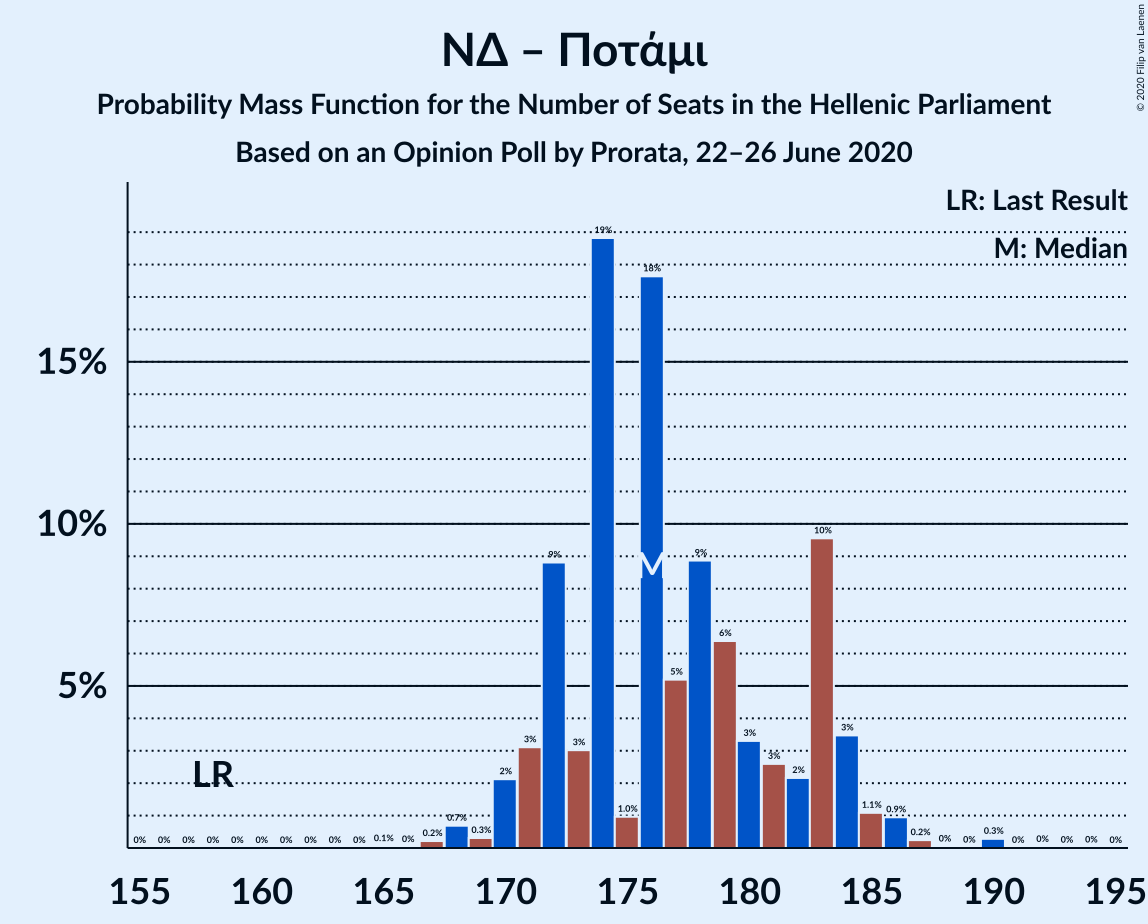 ΝΔ – Ποτάμι
Probability Mass Function for the Number of Seats in the Hellenic Parliament
Based on an Opinion Poll by Prorata, 22–26 June 2020
© 2020 Filip van Laenen
LR: Last Result
M: Median
15%
10%
5%
LR
M
0% 0% 0% 0% 0% 0% 0% 0% 0% 0% 0.1% 0% 0.2% 0.7% 0.3% 2% 3% 9% 3% 19% 1.0% 18% 5% 9% 6% 3% 3% 2% 10% 3% 1.1% 0.9% 0.2% 0% 0% 0.3% 0% 0% 0% 0% 0%
155 160 165 170 175 180 185 190 195